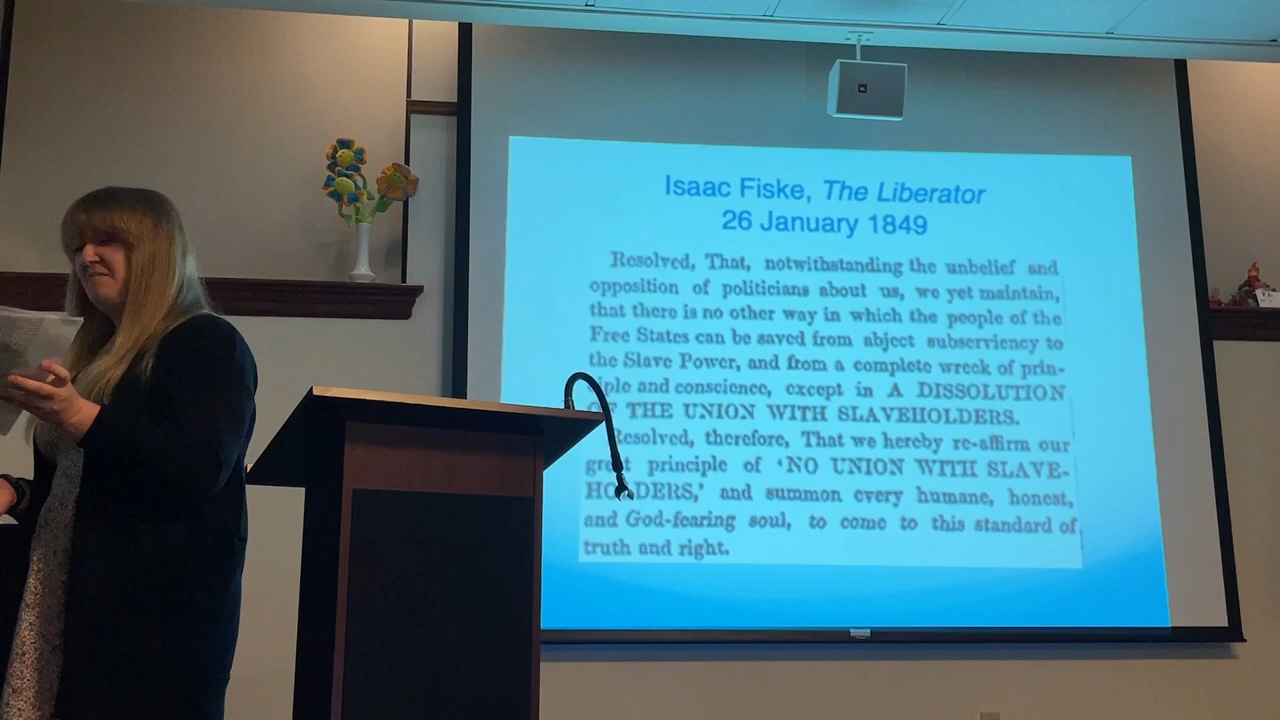 Isaac Fiske, The Liberator
26 January 1849
Resolved, That, notwithstanding the unbelief and
opposition of politicians about us, we yet maintain,
that there is no other way in which the people of the
Free States can be saved from abject subserviency to
the Slave Power, and from a complete wreck of prin-
iple and conscience, except in A DISSOLUTION
OF THE UNION WITH SLAVEHOLDERS.
Resolved, therefore, That we hereby re-affirm our
great principle of ‘NO UNION WITH SLAVE-
HOLDERS,’ and summon every humane, honest,
and God-fearing soul, to come to this standard of
truth and right.
JBL